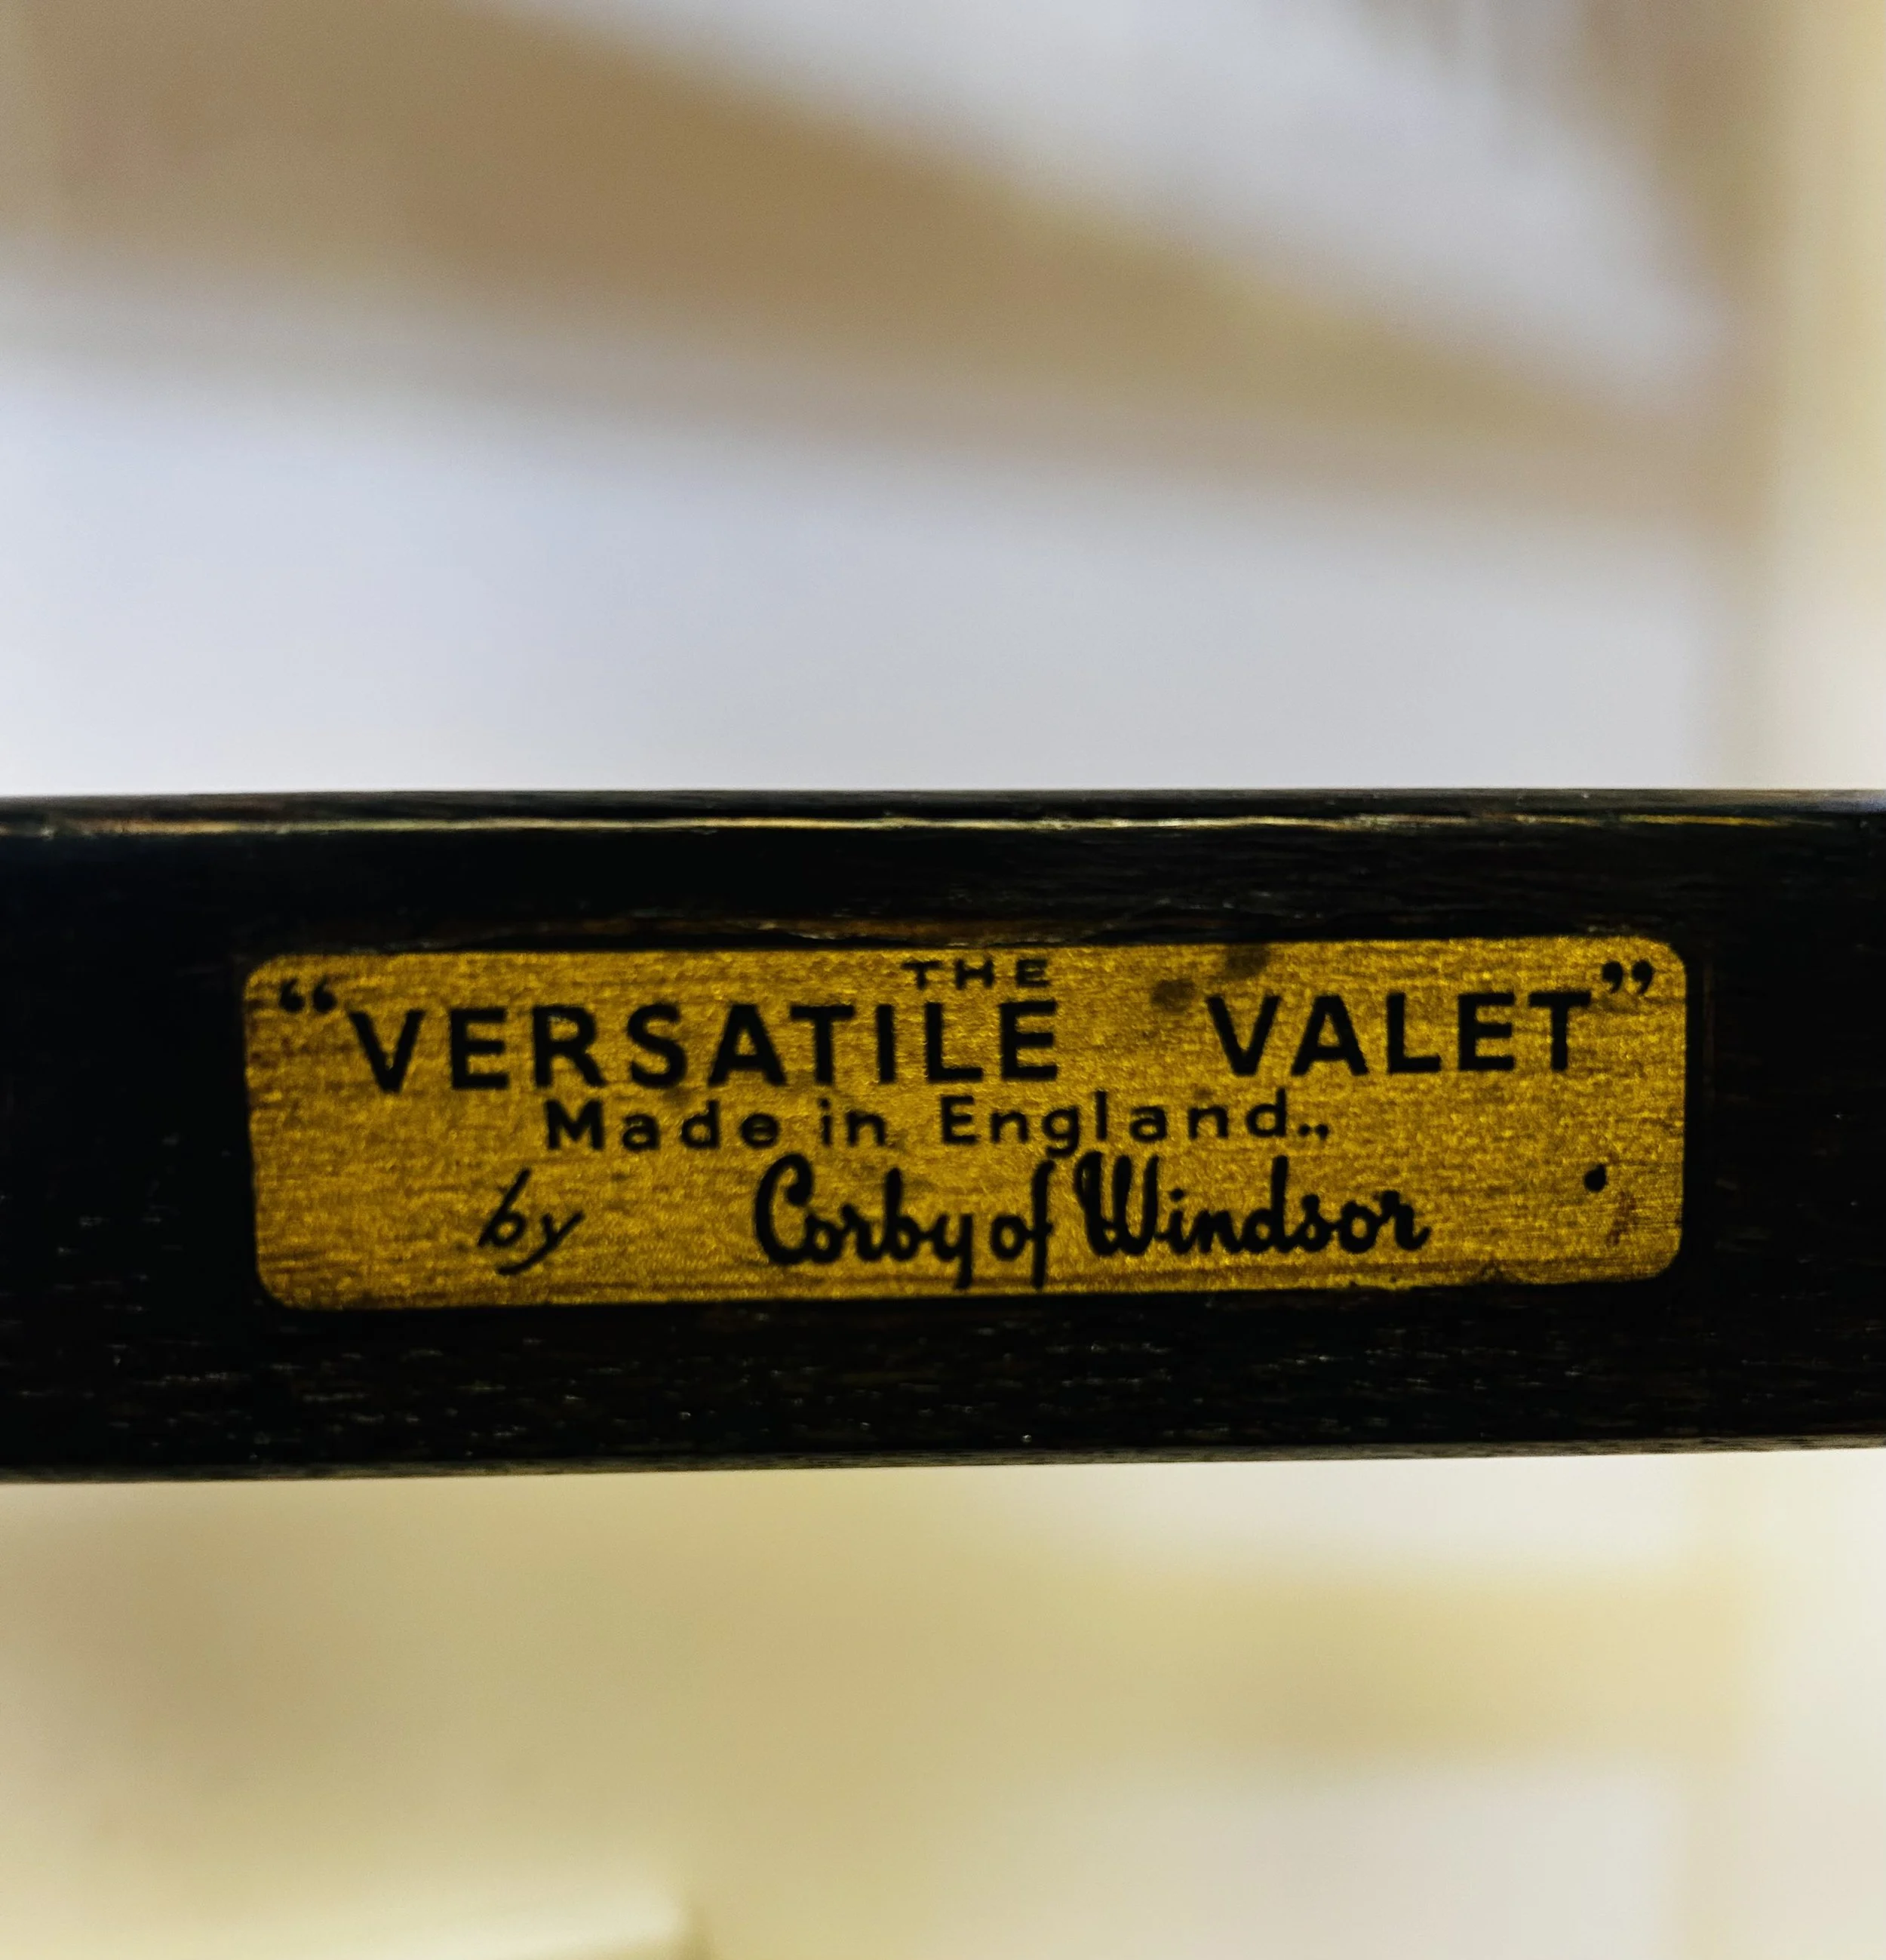 THE
“VERSATILE VALET”
Made in England.,
by Corby of Windsor